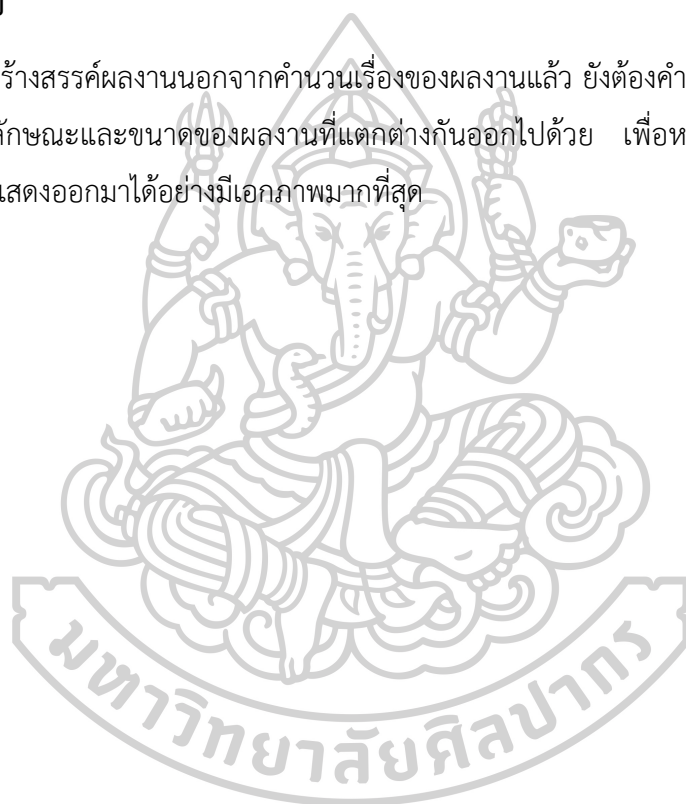 ร้างสรรค์ผลงานนอกจากคำนวนเรื่องของผลงานแล้ว ยังต้องคำ
ลักษณะและขนาดของผลงานที่แตกต่างกันออกไปด้วย เพื่อห
แสดงออกมาได้อย่างมีเอกภาพมากที่สุด
มหาวิทยาลัยศิลปากร